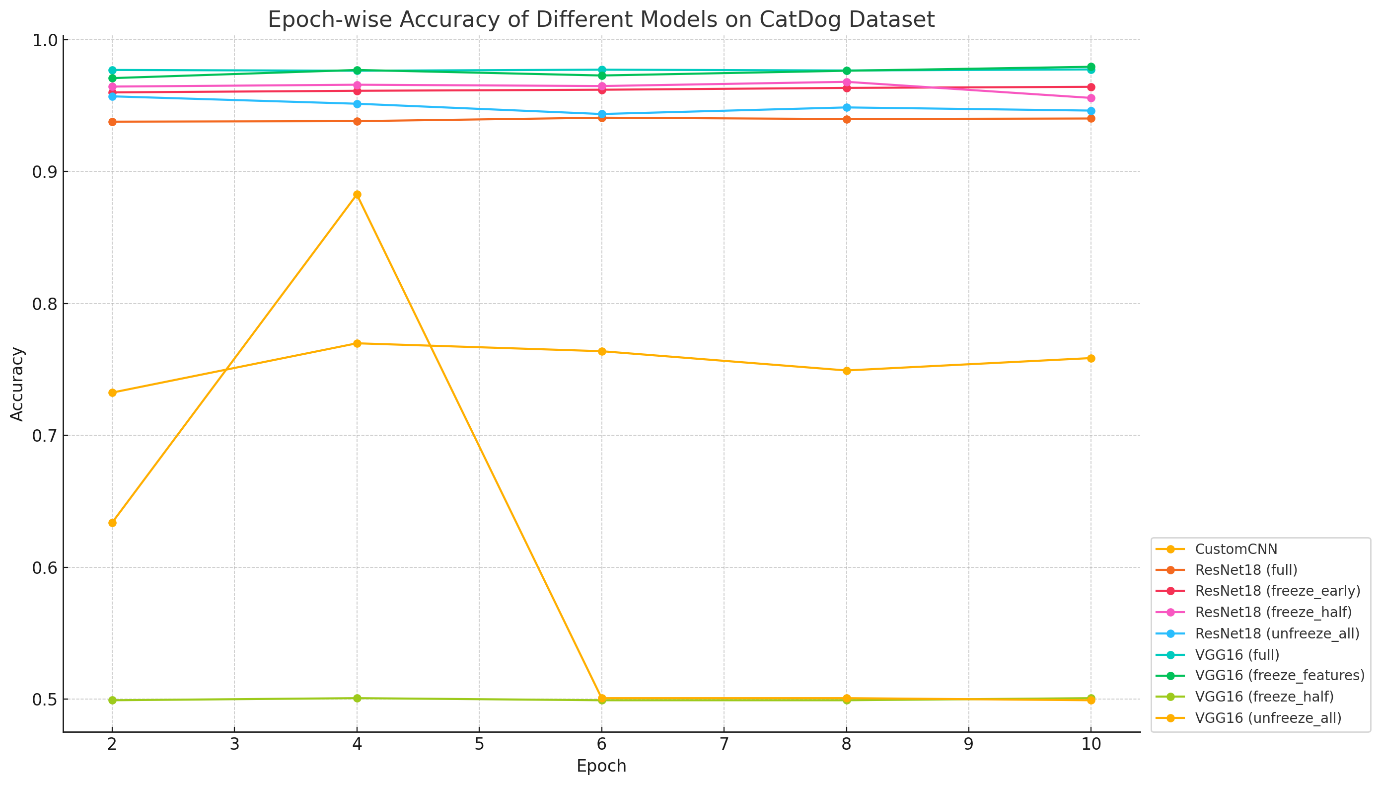 Epoch-wise Accuracy of Different Models on CatDog Dataset
1.0
0.9
0.8
0.7
0.6
0.5
Accuracy
2 3 4 5 6 7 8 9 10
Epoch
CustomCNN
ResNet18 (full)
ResNet18 (freeze_early)
ResNet18 (freeze_half)
ResNet18 (unfreeze_all)
VGG16 (full)
VGG16 (freeze_features)
VGG16 (freeze_half)
VGG16 (unfreeze_all)